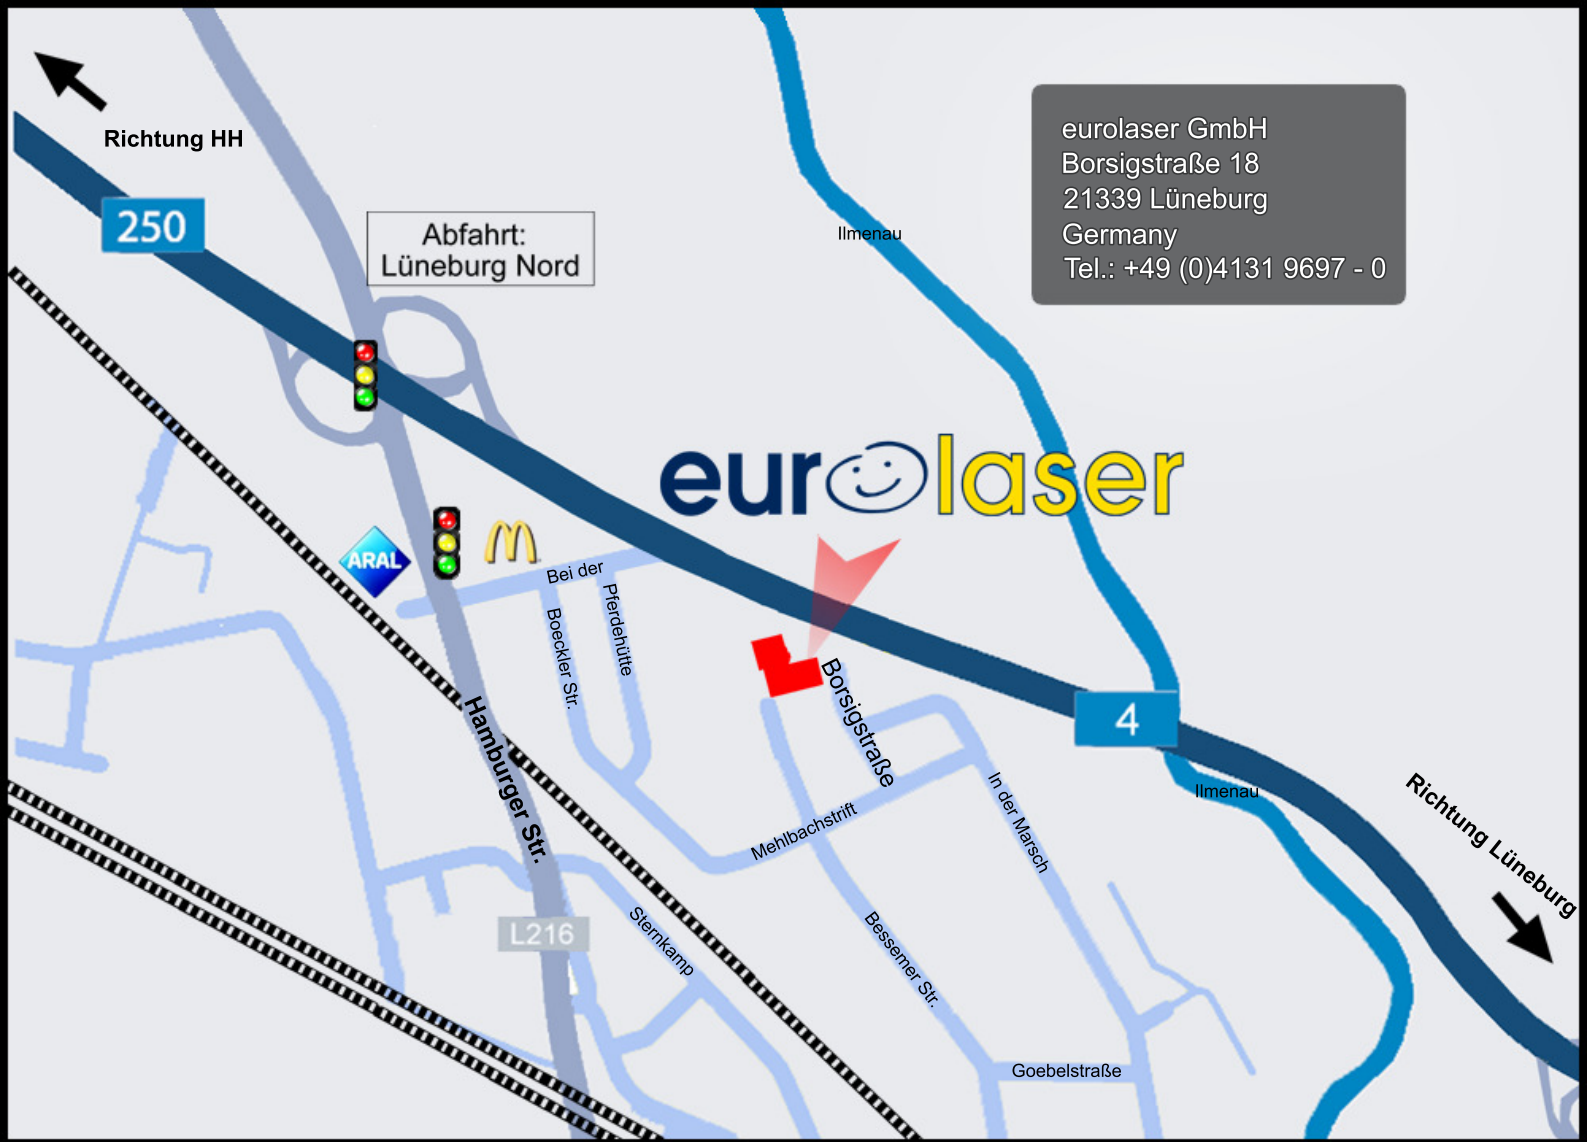 Richtung HH
250
Abfahrt:
Lüneburg Nord
eurolaser GmbH
Borsigstraße 18
21339 Lüneburg
Germany
Tel.: +49 (0)4131 9697 - 0
Ilmenau
eurolaser
ARAL
Bei der
Pferdehütte
Boeckler Str.
Hamburger Str.
Borsigstraße
4
Ilmenau
Richtung Lüneburg
In der Marsch
Mehlbachstrift
L216
Sternkamp
Bessemer Str.
Goebelstraße